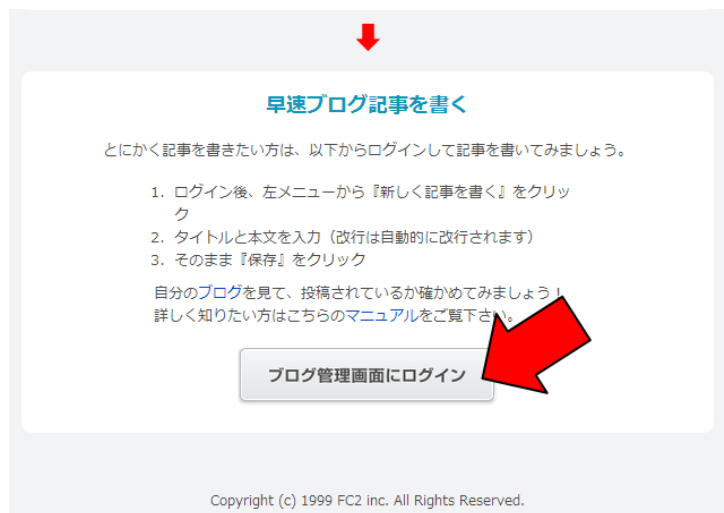 早速ブログ記事を書く
とにかく記事を書きたい方は、以下からログインして記事を書いてみましょう。
1. ログイン後、左メニューから『新しく記事を書く』をクリッ
ク
2. タイトルと本文を入力（改行は自動的に改行されます）
3. そのまま『保存』をクリック
自分のブログを見て、投稿されているか確かめてみましょう！
詳しく知りたい方はこちらのマニュアルをご覧下さい。
ブログ管理画面にログイン
Copyright (c) 1999 FC2 inc. All Rights Reserved.